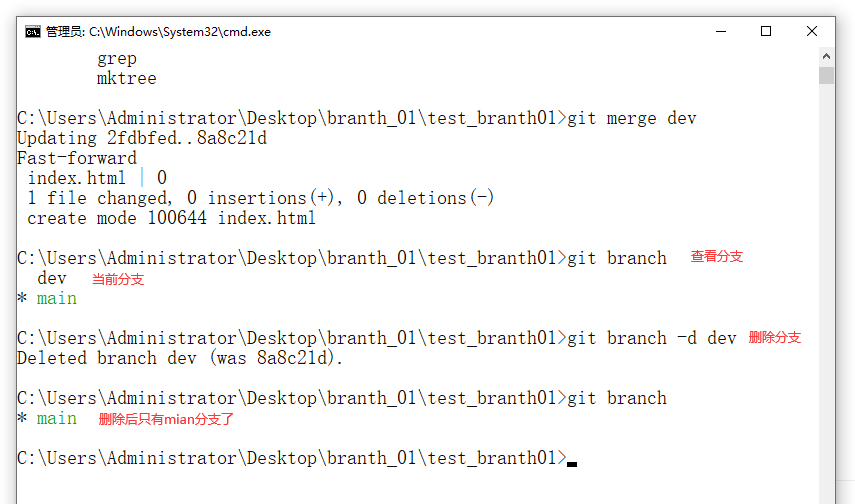 管理员: C:\Windows\System32\cmd.exe
grep
mktree
C:\Users\Administrator\Desktop\branth_01\test_branth01>git merge dev
Updating 2fdbfed..8a8c21d
Fast-forward
index.html | 0
1 file changed, 0 insertions(+), 0 deletions(-)
create mode 100644 index.html
C:\Users\Administrator\Desktop\branth_01\test_branth01>git branch 查看分支
dev 当前分支
* main
C:\Users\Administrator\Desktop\branth_01\test_branth01>git branch -d dev 删除分支
Deleted branch dev (was 8a8c21d).
C:\Users\Administrator\Desktop\branth_01\test_branth01>git branch
* main 删除后只有mian分支了
C:\Users\Administrator\Desktop\branth_01\test_branth01>